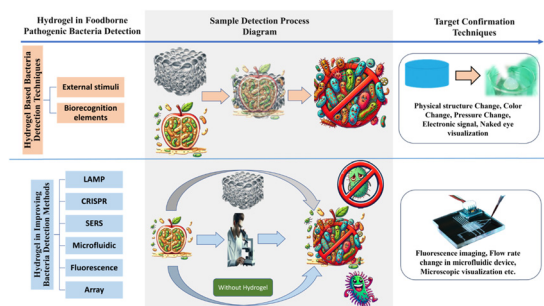 Hydrogel in Foodborne
Pathogenic Bacteria Detection
Sample Detection Process
Diagram
Target Confirmation
Techniques
Hydrogel Based Bacteria
Detection Techniques
External stimuli
Biorecognition
elements
Physical structure Change, Color
Change, Pressure Change,
Electronic signal, Naked eye
visualization
Hydrogel in Improving
Bacteria Detection Methods
LAMP
CRISPR
SERS
Microfluidic
Fluorescence
Array
Without Hydrogel
Fluorescence imaging, Flow rate
change in microfluidic device,
Microscopic visualization etc.